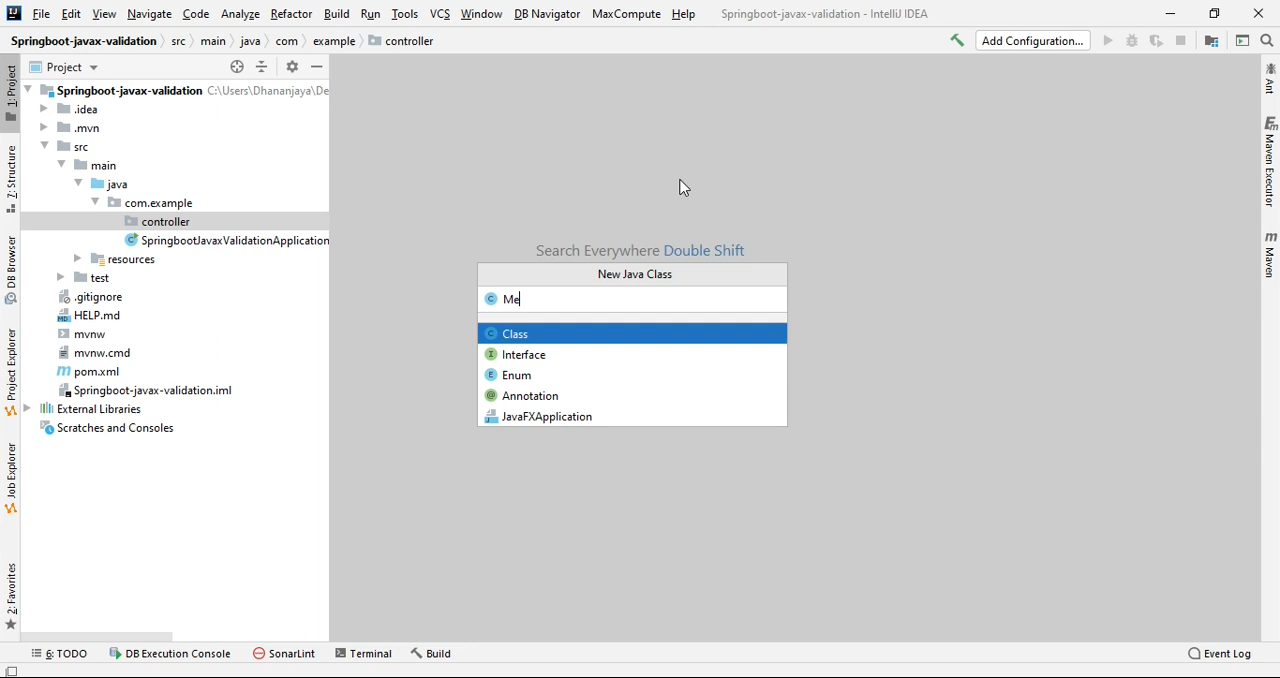 File Edit View Navigate Code Analyze Refactor Build Run Tools VCS Window DB Navigator MaxCompute Help Springboot-javax-validation - IntelliJ IDEA
Springboot-javax-validation src main java com example controller Add Configuration...
Project
Springboot-javax-validation C:\Users\Dhananjaya\De
.idea
.mvn
src
main
java
com.example
controller
SpringbootJavaxValidationApplication
resources
test
.gitignore
HELP.md
mvnw
mvnw.cmd
pom.xml
Springboot-javax-validation.iml
External Libraries
Scratches and Consoles
1: Project
7: Structure
DB Browser
Project Explorer
Job Explorer
2: Favorites
Search Everywhere Double Shift
New Java Class
Me
Class
Interface
Enum
Annotation
JavaFXApplication
Ant
Maven Executor
Maven
6: TODO DB Execution Console SonarLint Terminal Build Event Log